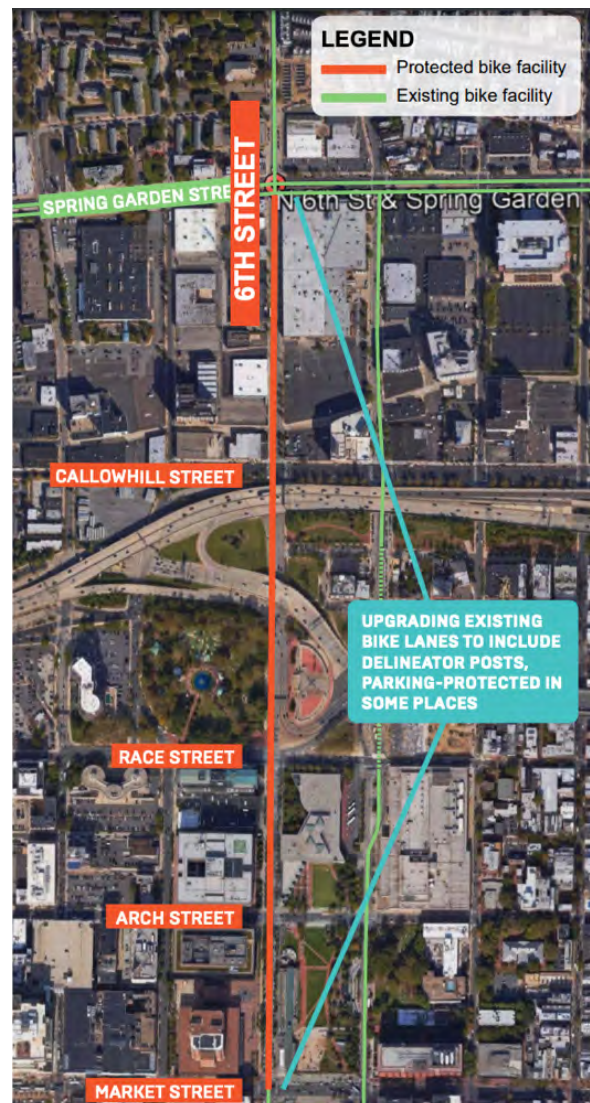 LEGEND
Protected bike facility
Existing bike facility
6TH STREET
SPRING GARDEN STRE
N 6th St & Spring Garden
CALLOWHILL STREET
UPGRADING EXISTING
BIKE LANES TO INCLUDE
DELINEATOR POSTS,
PARKING-PROTECTED IN
SOME PLACES
RACE STREET
ARCH STREET
MARKET STREET